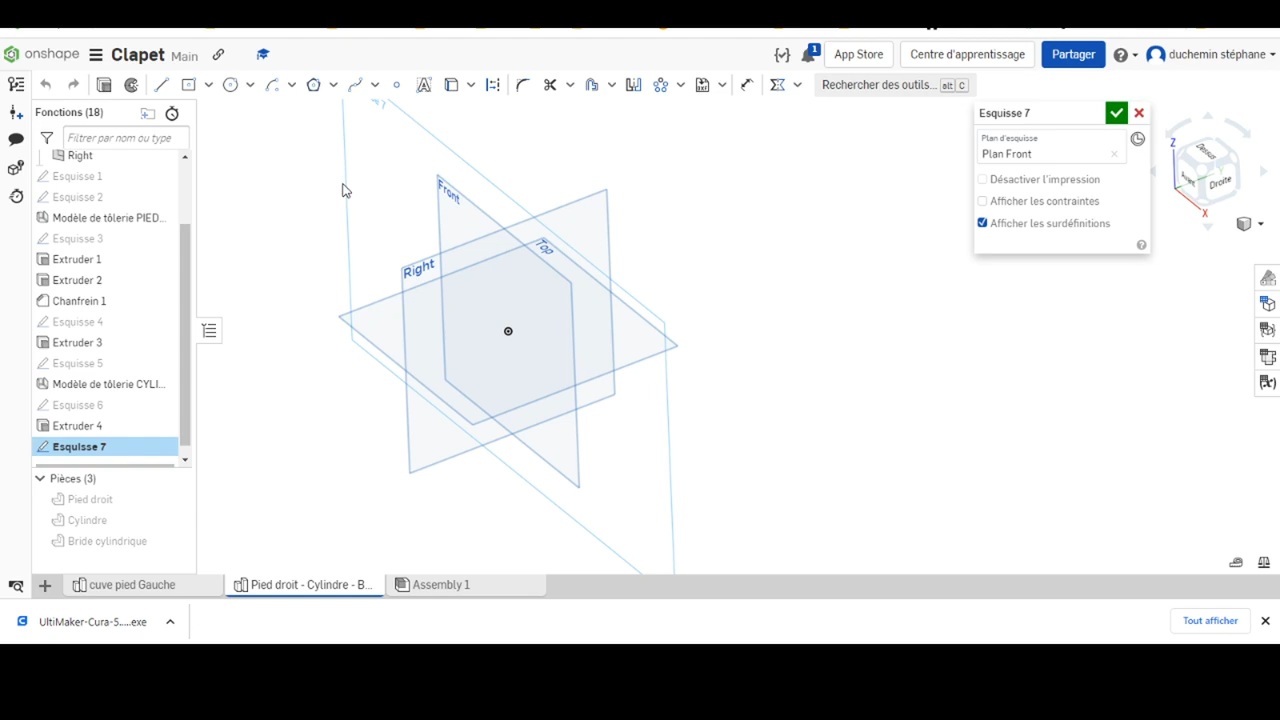 onshape Clapet Main
1 App Store Centre d'apprentissage Partager duchemin stéphane
Rechercher des outils... alt C
Fonctions (18)
Filtrer par nom ou type
Right
Esquisse 1
Esquisse 2
Modèle de tôlerie PIED...
Esquisse 3
Extruder 1
Extruder 2
Chanfrein 1
Esquisse 4
Extruder 3
Esquisse 5
Modèle de tôlerie CYLI...
Esquisse 6
Extruder 4
Esquisse 7
Pièces (3)
Pied droit
Cylindre
Bride cylindrique
Front
Top
Right
Esquisse 7
Plan d'esquisse
Plan Front
Désactiver l'impression
Afficher les contraintes
Afficher les surdéfinitions
Z
Dessus
Droite
X
cuve pied Gauche
Pied droit - Cylindre - B...
Assembly 1
UltiMaker-Cura-5.....exe
Tout afficher